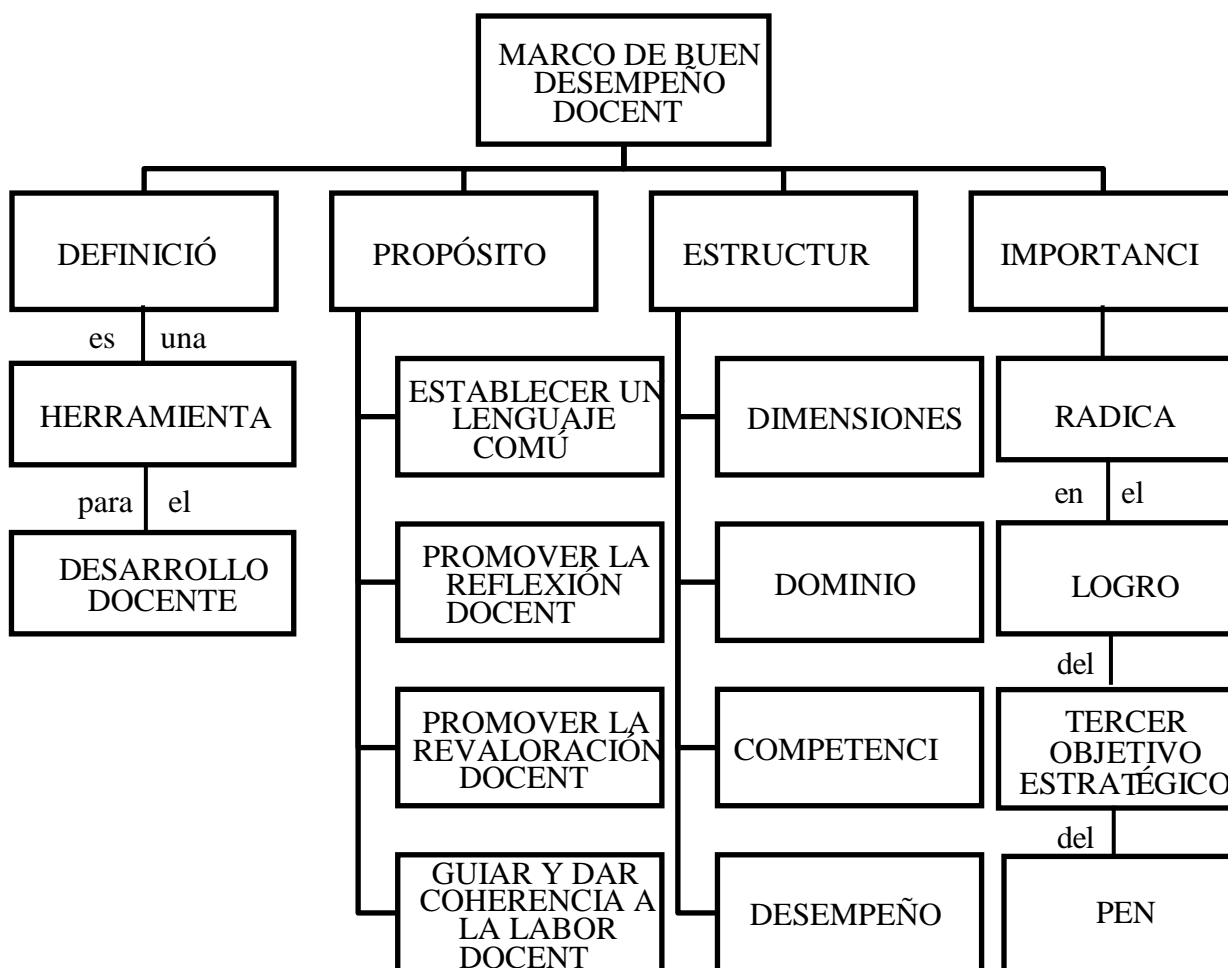 MARCO DE BUEN
DESEMPEÑO
DOCENT
DEFINICIÓ
PROPÓSITO
ESTRUCTUR
IMPORTANCI
es una
HERRAMIENTA
para el
DESARROLLO
DOCENTE
ESTABLECER UN
LENGUAJE
COMÚ
PROMOVER LA
REFLEXIÓN
DOCENT
PROMOVER LA
REVALORACIÓN
DOCENT
GUIAR Y DAR
COHERENCIA A
LA LABOR
DOCENT
DIMENSIONES
DOMINIO
COMPETENCI
DESEMPEÑO
RADICA
en el
LOGRO
del
TERCER
OBJETIVO
ESTRATÉGICO
del
PEN